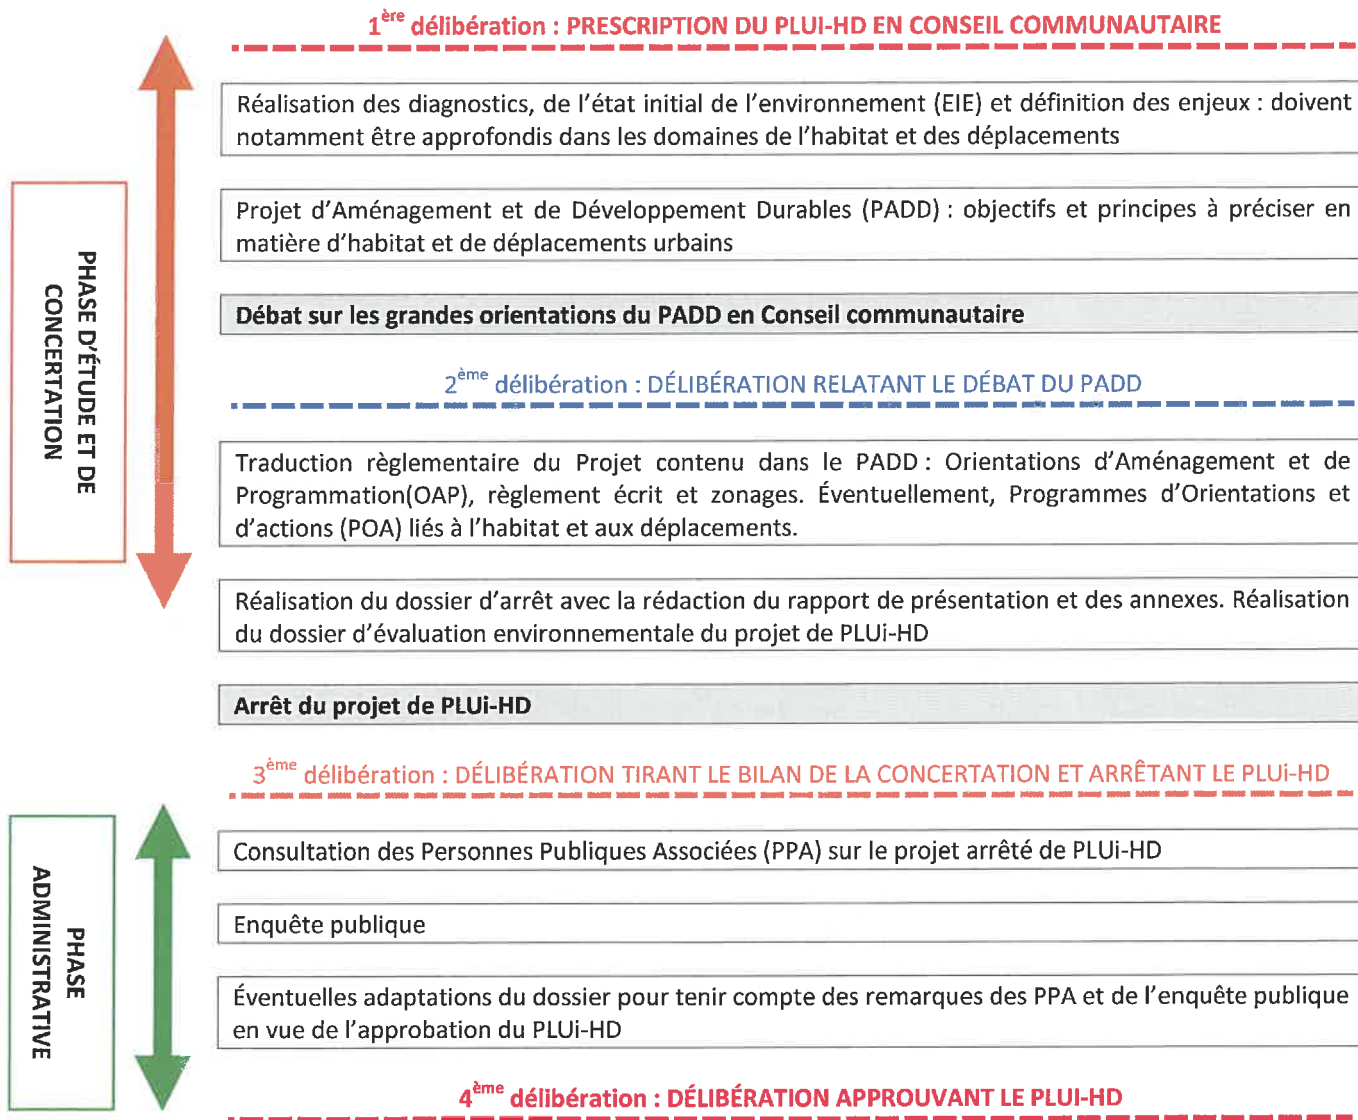 1ère délibération : PRESCRIPTION DU PLUI-HD EN CONSEIL COMMUNAUTAIRE
Réalisation des diagnostics, de l'état initial de l'environnement (EIE) et définition des enjeux : doivent
notamment être approfondis dans les domaines de l'habitat et des déplacements
Projet d'Aménagement et de Développement Durables (PADD) : objectifs et principes à préciser en
matière d'habitat et de déplacements urbains
PHASE D'ÉTUDE ET DE
CONCERTATION
Débat sur les grandes orientations du PADD en Conseil communautaire
2ème délibération : DÉLIBÉRATION RELATANT LE DÉBAT DU PADD
Traduction règlementaire du Projet contenu dans le PADD : Orientations d'Aménagement et de
Programmation(OAP), règlement écrit et zonages. Éventuellement, Programmes d'Orientations et
d'actions (POA) liés à l'habitat et aux déplacements.
Réalisation du dossier d'arrêt avec la rédaction du rapport de présentation et des annexes. Réalisation
du dossier d'évaluation environnementale du projet de PLUi-HD
Arrêt du projet de PLUi-HD
3ème délibération : DÉLIBÉRATION TIRANT LE BILAN DE LA CONCERTATION ET ARRÊTANT LE PLUi-HD
Consultation des Personnes Publiques Associées (PPA) sur le projet arrêté de PLUi-HD
PHASE
ADMINISTRATIVE
Enquête publique
Éventuelles adaptations du dossier pour tenir compte des remarques des PPA et de l'enquête publique
en vue de l'approbation du PLUi-HD
4ème délibération : DÉLIBÉRATION APPROUVANT LE PLUI-HD